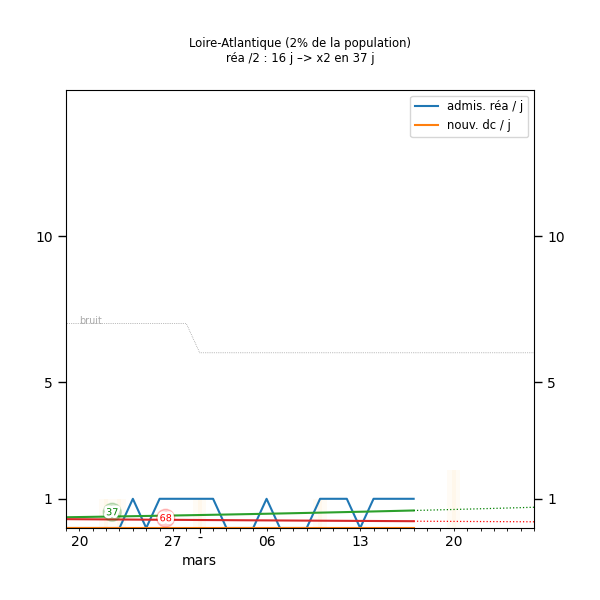 Loire-Atlantique (2% de la population)
réa /2 : 16 j –> x2 en 37 j
admis. réa / j
nouv. dc / j
10
10
bruit
5
5
1
1
37
68
20
27
-
06
13
20
mars